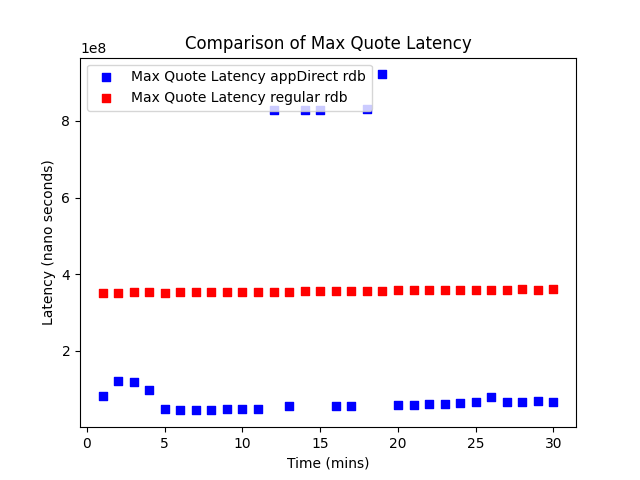 Comparison of Max Quote Latency
1e8
Max Quote Latency appDirect rdb
Max Quote Latency regular rdb
8
6
4
2
Latency (nano seconds)
0 5 10 15 20 25 30
Time (mins)